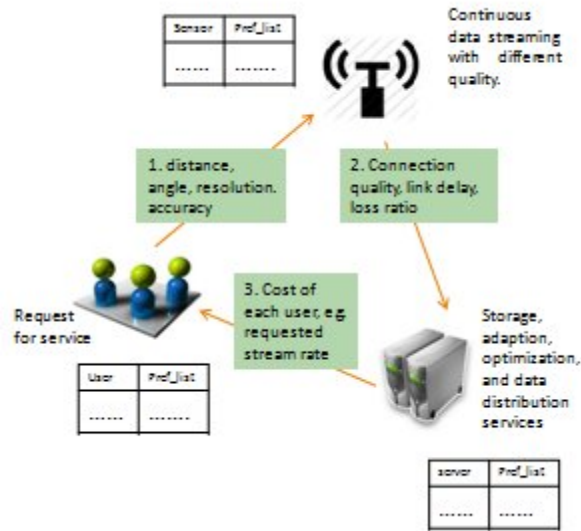 Sensor Pref_list
...... .......
Continuous
data streaming
with different
quality.
1. distance,
angle, resolution.
accuracy
2. Connection
quality, link delay,
loss ratio
3. Cost of
each user, e.g.
requested
stream rate
Request
for service
User Pref_list
...... .......
Storage,
adaption,
optimization,
and data
distribution
services
server Pref_list
...... ......